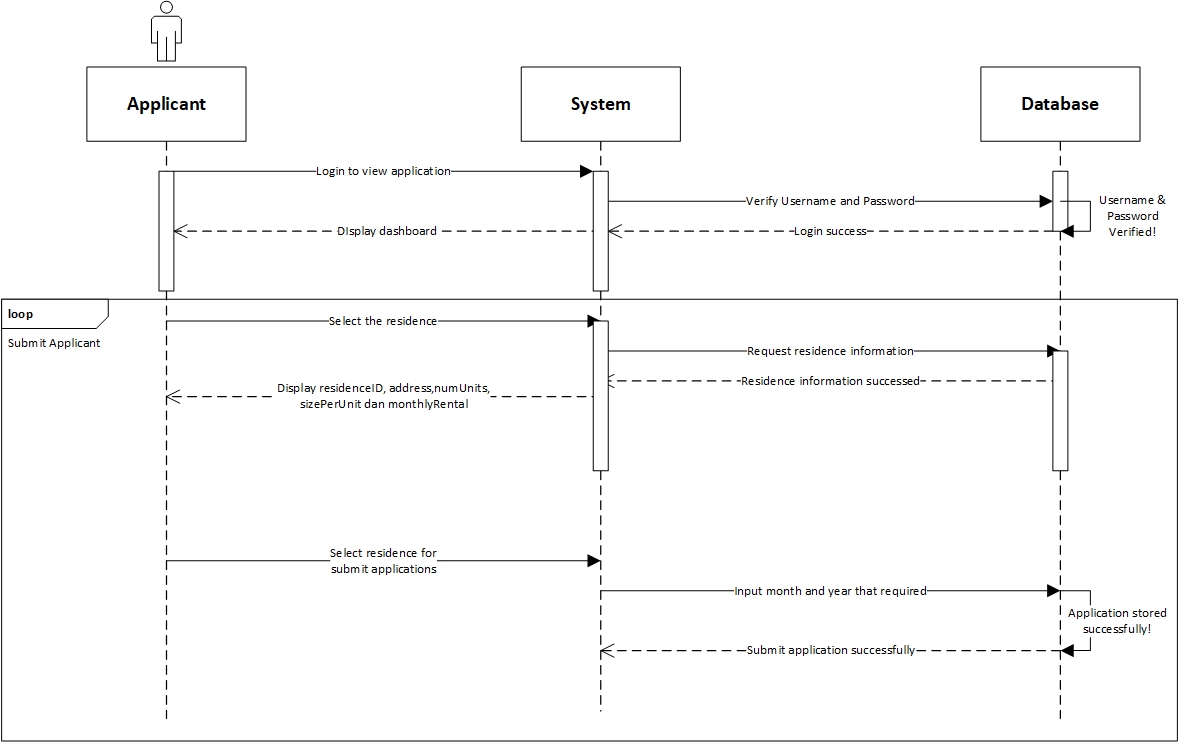 Applicant
System
Database
Login to view application
Verify Username and Password
Username &
Password
Verified!
DIsplay dashboard
Login success
loop
Submit Applicant
Select the residence
Request residence information
Residence information successed
Display residenceID, address,numUnits,
sizePerUnit dan monthlyRental
Select residence for
submit applications
Input month and year that required
Application stored
successfully!
Submit application successfully